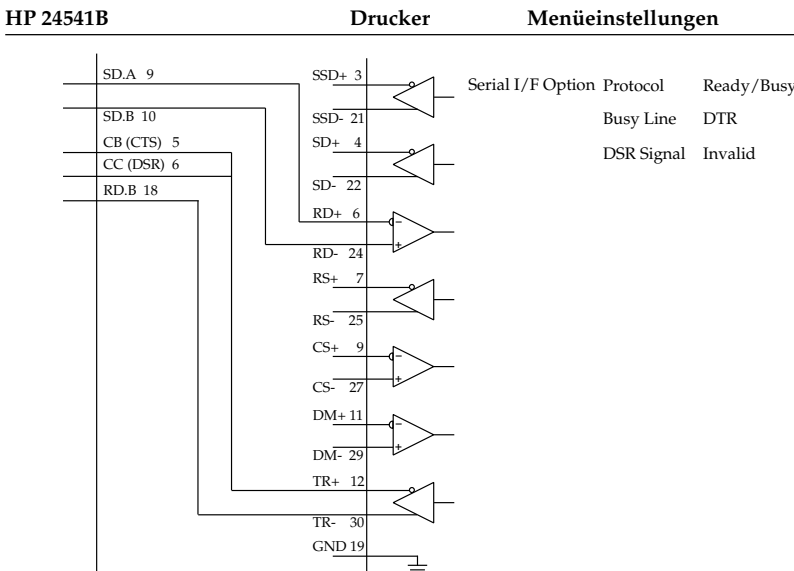 HP 24541B Drucker Menüeinstellungen
SD.A 9
SD.B 10
CB (CTS) 5
CC (DSR) 6
RD.B 18
SSD+ 3
SSD- 21
SD+ 4
SD- 22
RD+ 6
RD- 24
RS+ 7
RS- 25
CS+ 9
CS- 27
DM+ 11
DM- 29
TR+ 12
TR- 30
GND 19
Serial I/F Option Protocol Ready/Busy
Busy Line DTR
DSR Signal Invalid